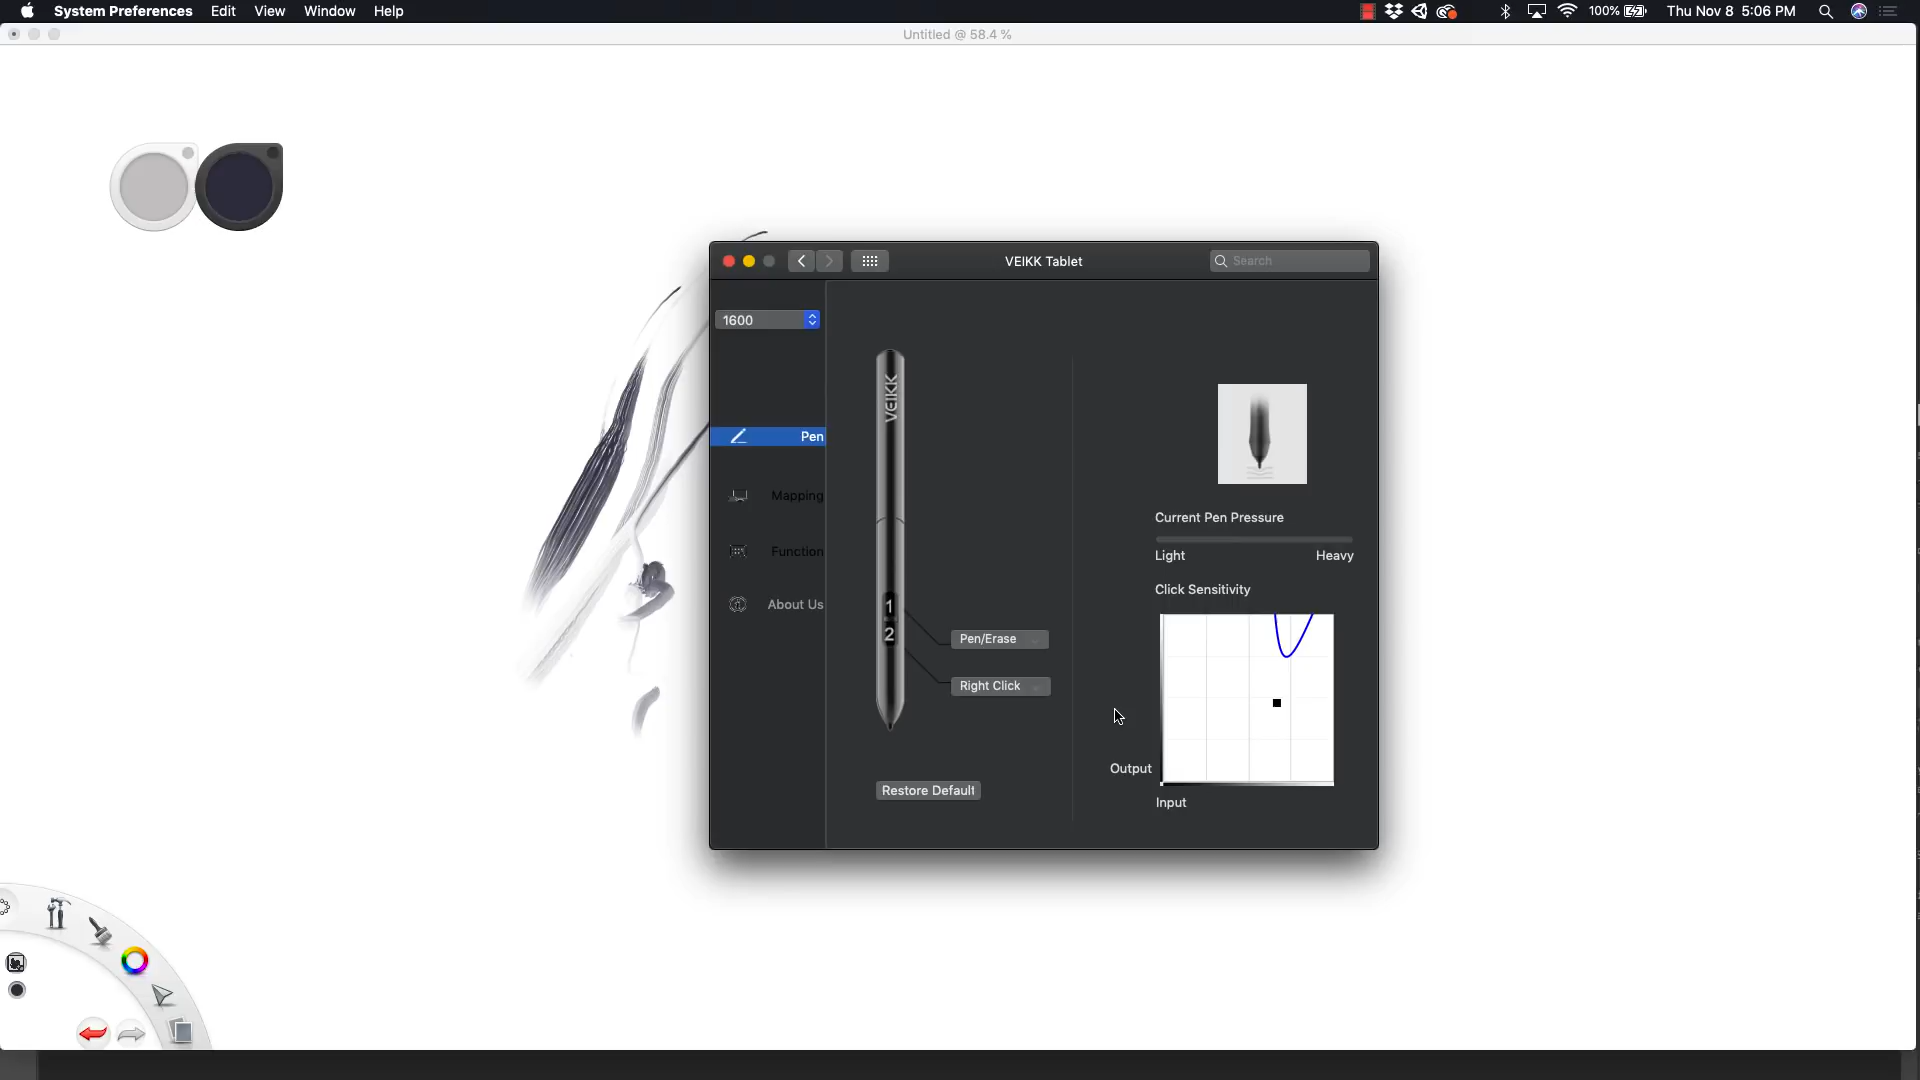 System Preferences Edit View Window Help 100% Thu Nov 8 5:06 PM
Untitled @ 58.4 %
VEIKK Tablet
Search
1600
VEIKK
Pen
Mapping
Current Pen Pressure
Function
Light Heavy
Click Sensitivity
About Us
1
2
Pen/Erase
Right Click
Output
Restore Default
Input